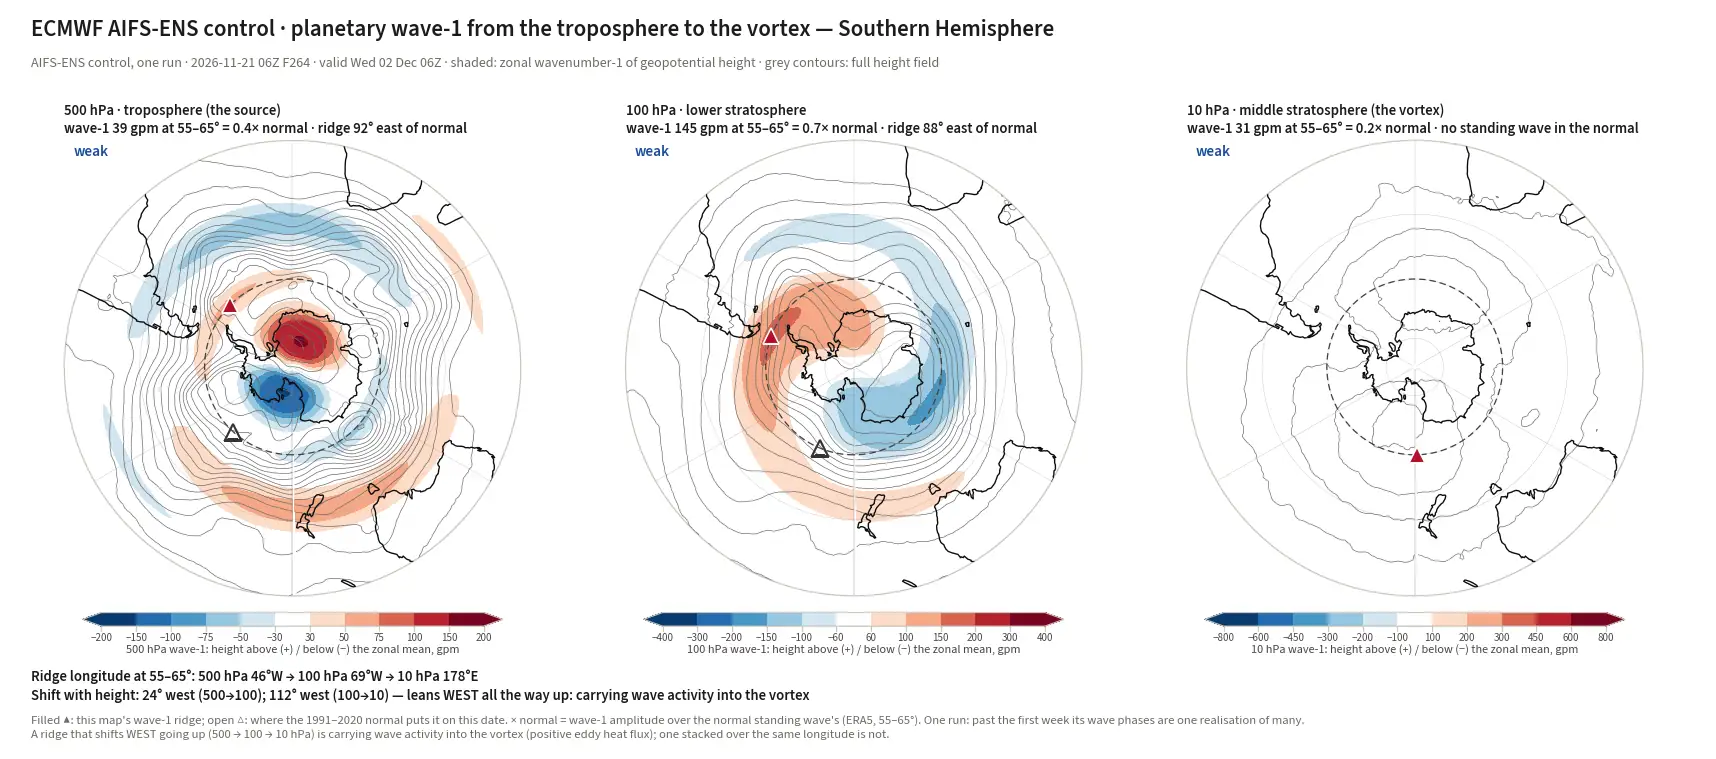 ECMWF AIFS-ENS control · planetary wave-1 from the troposphere to the vortex — Southern Hemisphere
AIFS-ENS control, one run · 2026-11-21 06Z F264 · valid Wed 02 Dec 06Z · shaded: zonal wavenumber-1 of geopotential height · grey contours: full height field
500 hPa · troposphere (the source)
wave-1 39 gpm at 55–65° = 0.4× normal · ridge 92° east of normal
weak
100 hPa · lower stratosphere
wave-1 145 gpm at 55–65° = 0.7× normal · ridge 88° east of normal
weak
10 hPa · middle stratosphere (the vortex)
wave-1 31 gpm at 55–65° = 0.2× normal · no standing wave in the normal
weak
−200 −150 −100 −75 −50 −30 30 50 75 100 150 200
500 hPa wave-1: height above (+) / below (−) the zonal mean, gpm
−400 −300 −200 −150 −100 −60 60 100 150 200 300 400
100 hPa wave-1: height above (+) / below (−) the zonal mean, gpm
−800 −600 −450 −300 −200 −100 100 200 300 450 600 800
10 hPa wave-1: height above (+) / below (−) the zonal mean, gpm
Ridge longitude at 55–65°: 500 hPa 46°W → 100 hPa 69°W → 10 hPa 178°E
Shift with height: 24° west (500→100); 112° west (100→10) — leans WEST all the way up: carrying wave activity into the vortex
Filled ▲: this map's wave-1 ridge; open △: where the 1991–2020 normal puts it on this date. × normal = wave-1 amplitude over the normal standing wave's (ERA5, 55–65°). One run: past the first week its wave phases are one realisation of many.
A ridge that shifts WEST going up (500 → 100 → 10 hPa) is carrying wave activity into the vortex (positive eddy heat flux); one stacked over the same longitude is not.